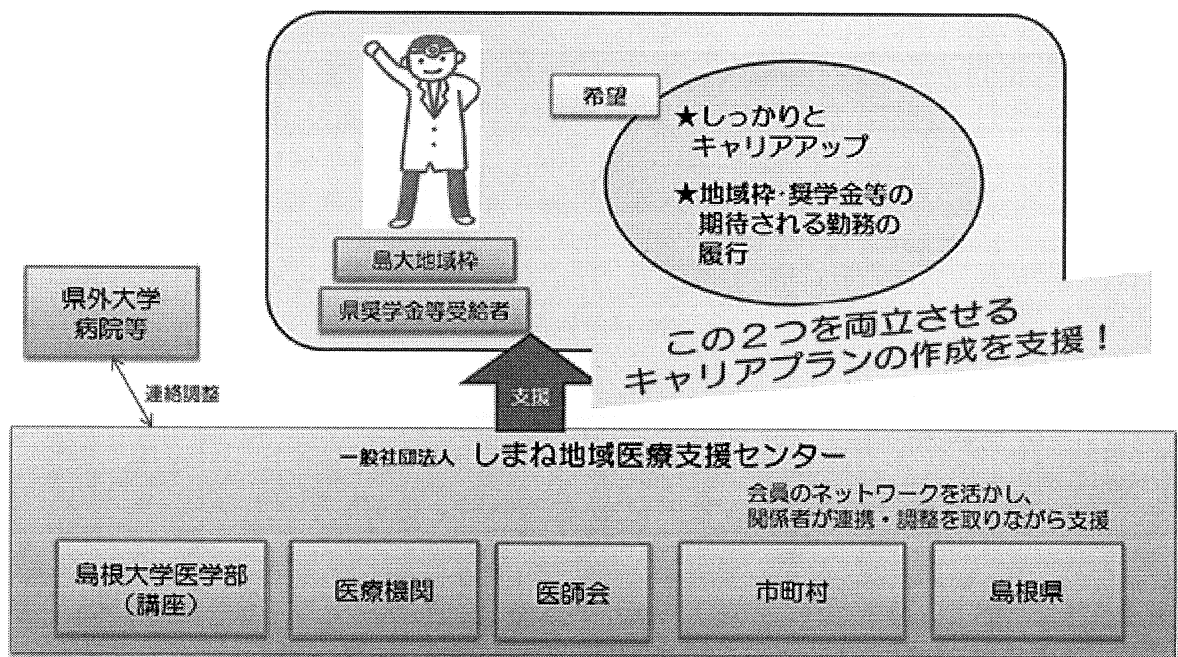 希望
★しっかりと
キャリアアップ
★地域枠・奨学金等の
期待される勤務の
履行
島大地域枠
県奨学金等受給者
この２つを両立させる
キャリアプランの作成を支援！
県外大学
病院等
連絡調整
支援
一般社団法人 しまね地域医療支援センター
会員のネットワークを活かし、
関係者が連携・調整を取りながら支援
島根大学医学部
（講座）
医療機関
医師会
市町村
島根県